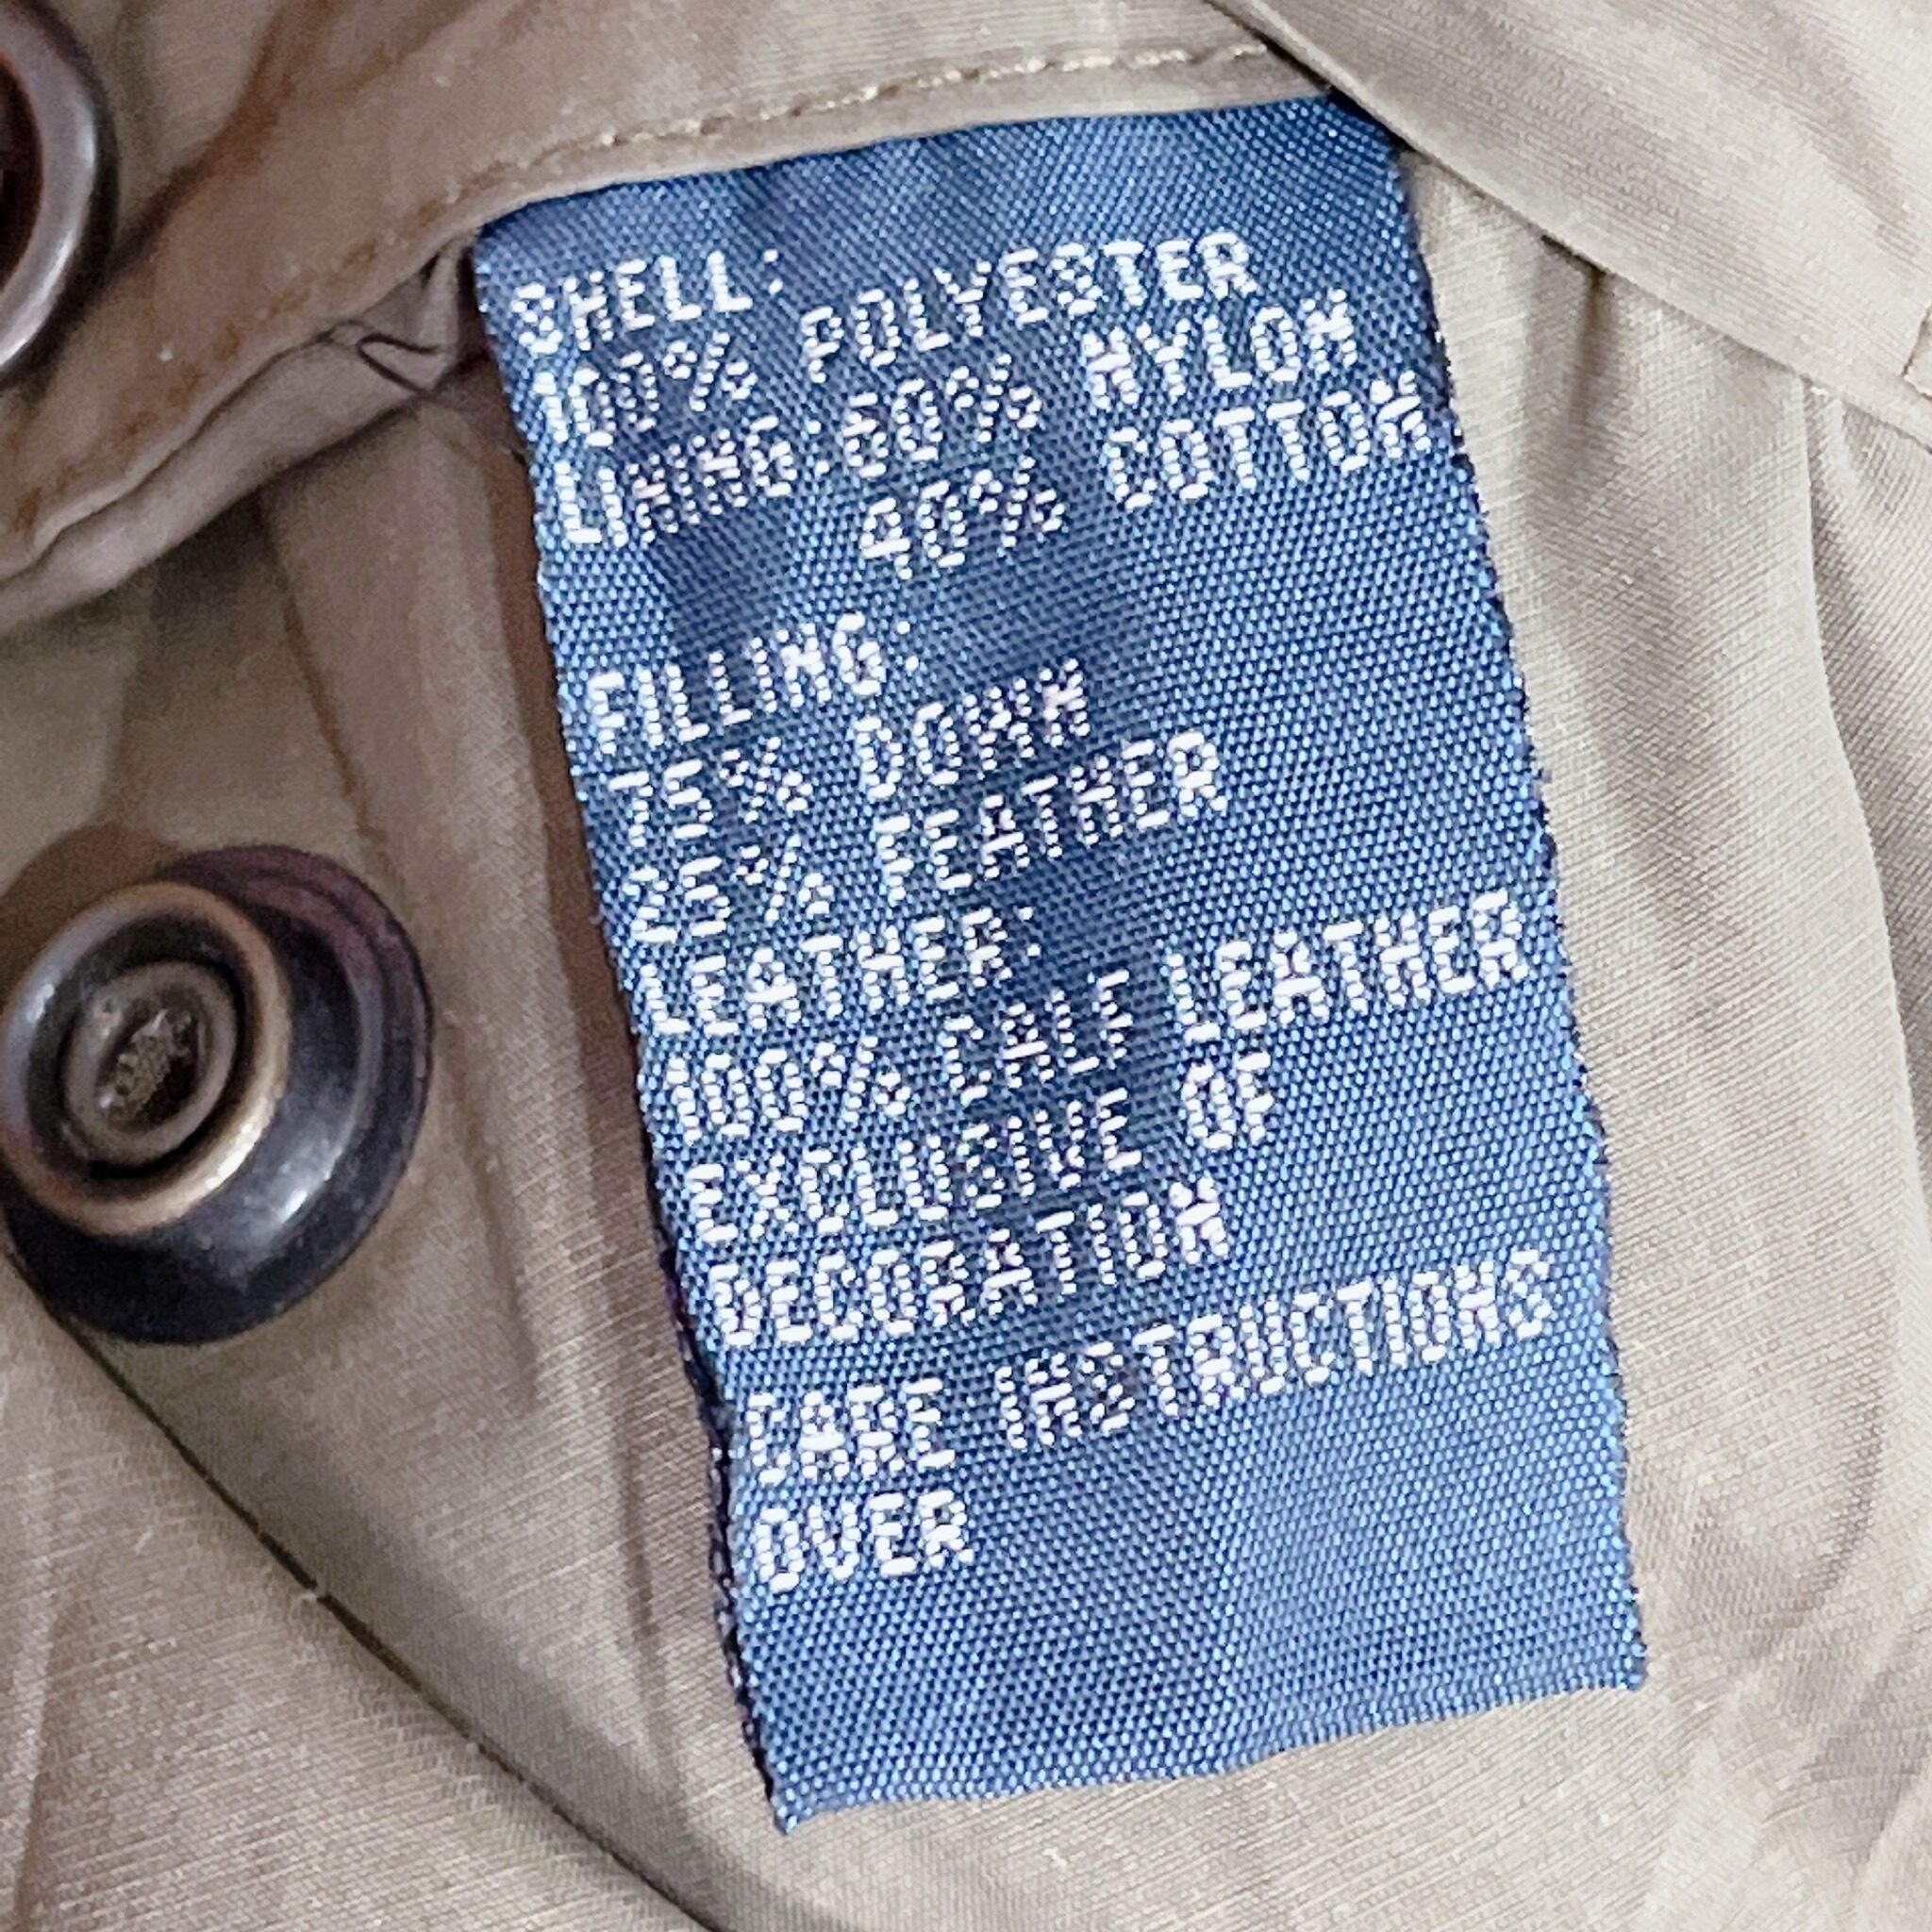 SHELL:
100% POLYESTER
LINING:60% NYLON
40% COTTON
FILLING:
75% DOWN
25% FEATHER
LEATHER:
100% CALF LEATHER
EXCLUSIVE OF
DECORATION
CARE INSTRUCTIONS
OVER